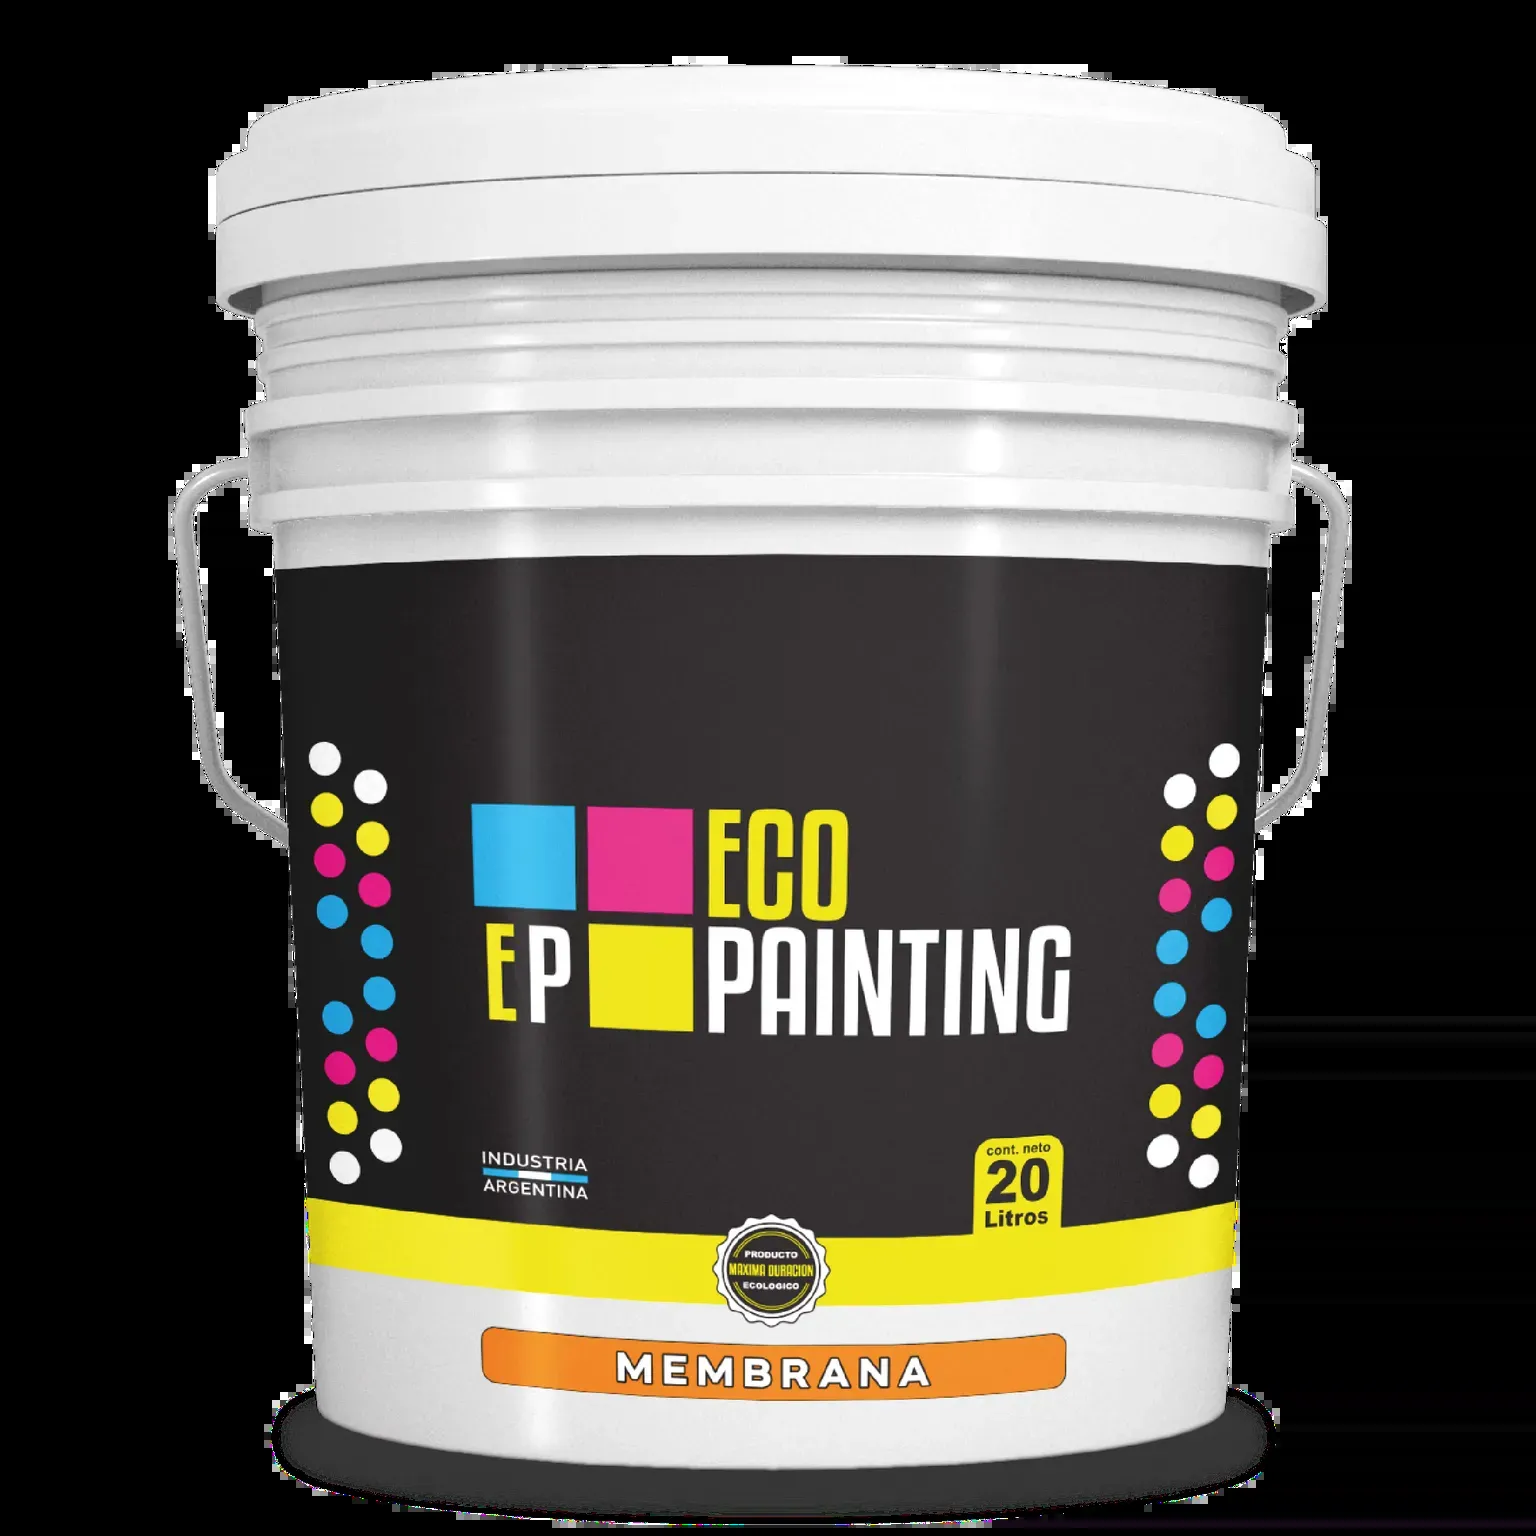 ECO
EP PAINTING
INDUSTRIA
ARGENTINA
cont. neto
20
Litros
PRODUCTO
MAXIMA DURACION
ECOLOGICO
MEMBRANA